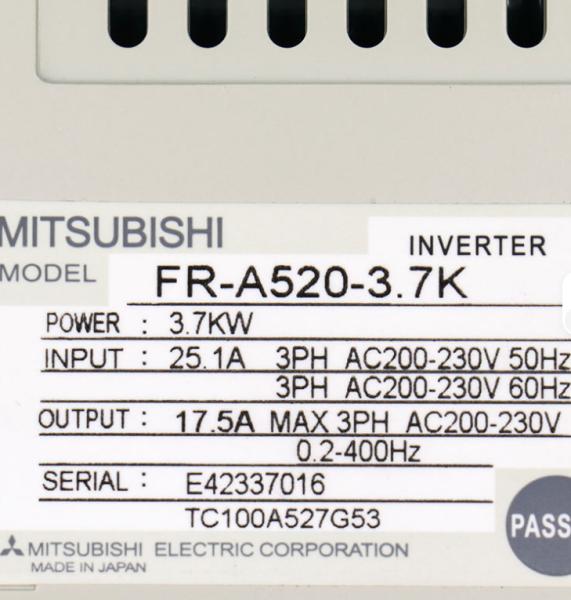 MITSUBISHI
INVERTER
MODEL FR-A520-3.7K
POWER : 3.7KW
INPUT : 25.1A 3PH AC200-230V 50Hz
3PH AC200-230V 60Hz
OUTPUT : 17.5A MAX 3PH AC200-230V
0.2-400Hz
SERIAL : E42337016
TC100A527G53
PASS
MITSUBISHI ELECTRIC CORPORATION
MADE IN JAPAN